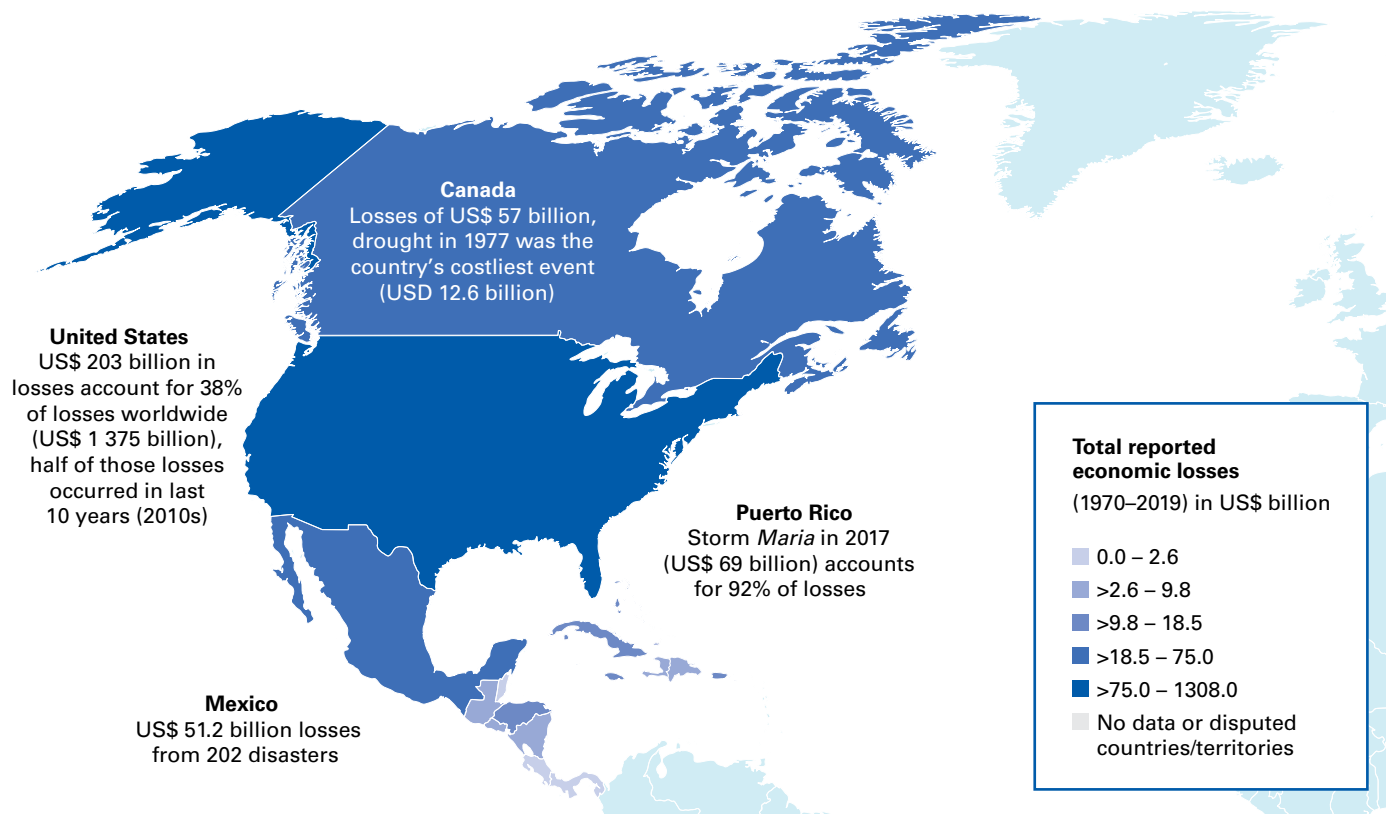 Canada
Losses of US$ 57 billion,
drought in 1977 was the
country's costliest event
(USD 12.6 billion)
United States
US$ 203 billion in
losses account for 38%
of losses worldwide
(US$ 1 375 billion),
half of those losses
occurred in last
10 years (2010s)
Puerto Rico
Storm Maria in 2017
(US$ 69 billion) accounts
for 92% of losses
Mexico
US$ 51.2 billion losses
from 202 disasters
Total reported
economic losses
(1970–2019) in US$ billion
0.0 – 2.6
>2.6 – 9.8
>9.8 – 18.5
>18.5 – 75.0
>75.0 – 1308.0
No data or disputed
countries/territories